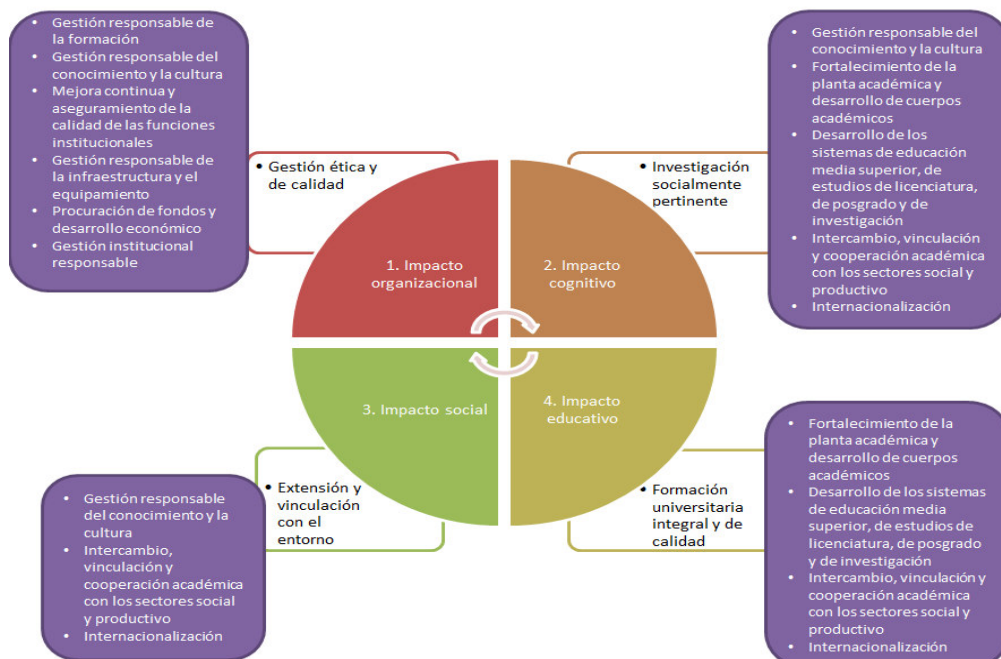 • Gestión responsable de
la formación
• Gestión responsable del
conocimiento y la cultura
• Mejora continua y
aseguramiento de la
calidad de las funciones
institucionales
• Gestión responsable de
la infraestructura y el
equipamiento
• Procuración de fondos y
desarrollo económico
• Gestión institucional
responsable
• Gestión ética y
de calidad
1. Impacto
organizacional
2. Impacto
cognitivo
• Investigación
socialmente
pertinente
• Gestión responsable del
conocimiento y la cultura
• Fortalecimiento de la
planta académica y
desarrollo de cuerpos
académicos
• Desarrollo de los
sistemas de educación
media superior, de
estudios de licenciatura,
de posgrado y de
investigación
• Intercambio, vinculación
y cooperación académica
con los sectores social y
productivo
• Internacionalización
• Gestión responsable
del conocimiento y la
cultura
• Intercambio,
vinculación y
cooperación académica
con los sectores social
y productivo
• Internacionalización
• Extensión y
vinculación
con el
entorno
3. Impacto social
4. Impacto
educativo
• Formación
universitaria
integral y de
calidad
• Fortalecimiento de la
planta académica y
desarrollo de cuerpos
académicos
• Desarrollo de los sistemas
de educación media
superior, de estudios de
licenciatura, de posgrado
y de investigación
• Intercambio, vinculación y
cooperación académica
con los sectores social y
productivo
• Internacionalización